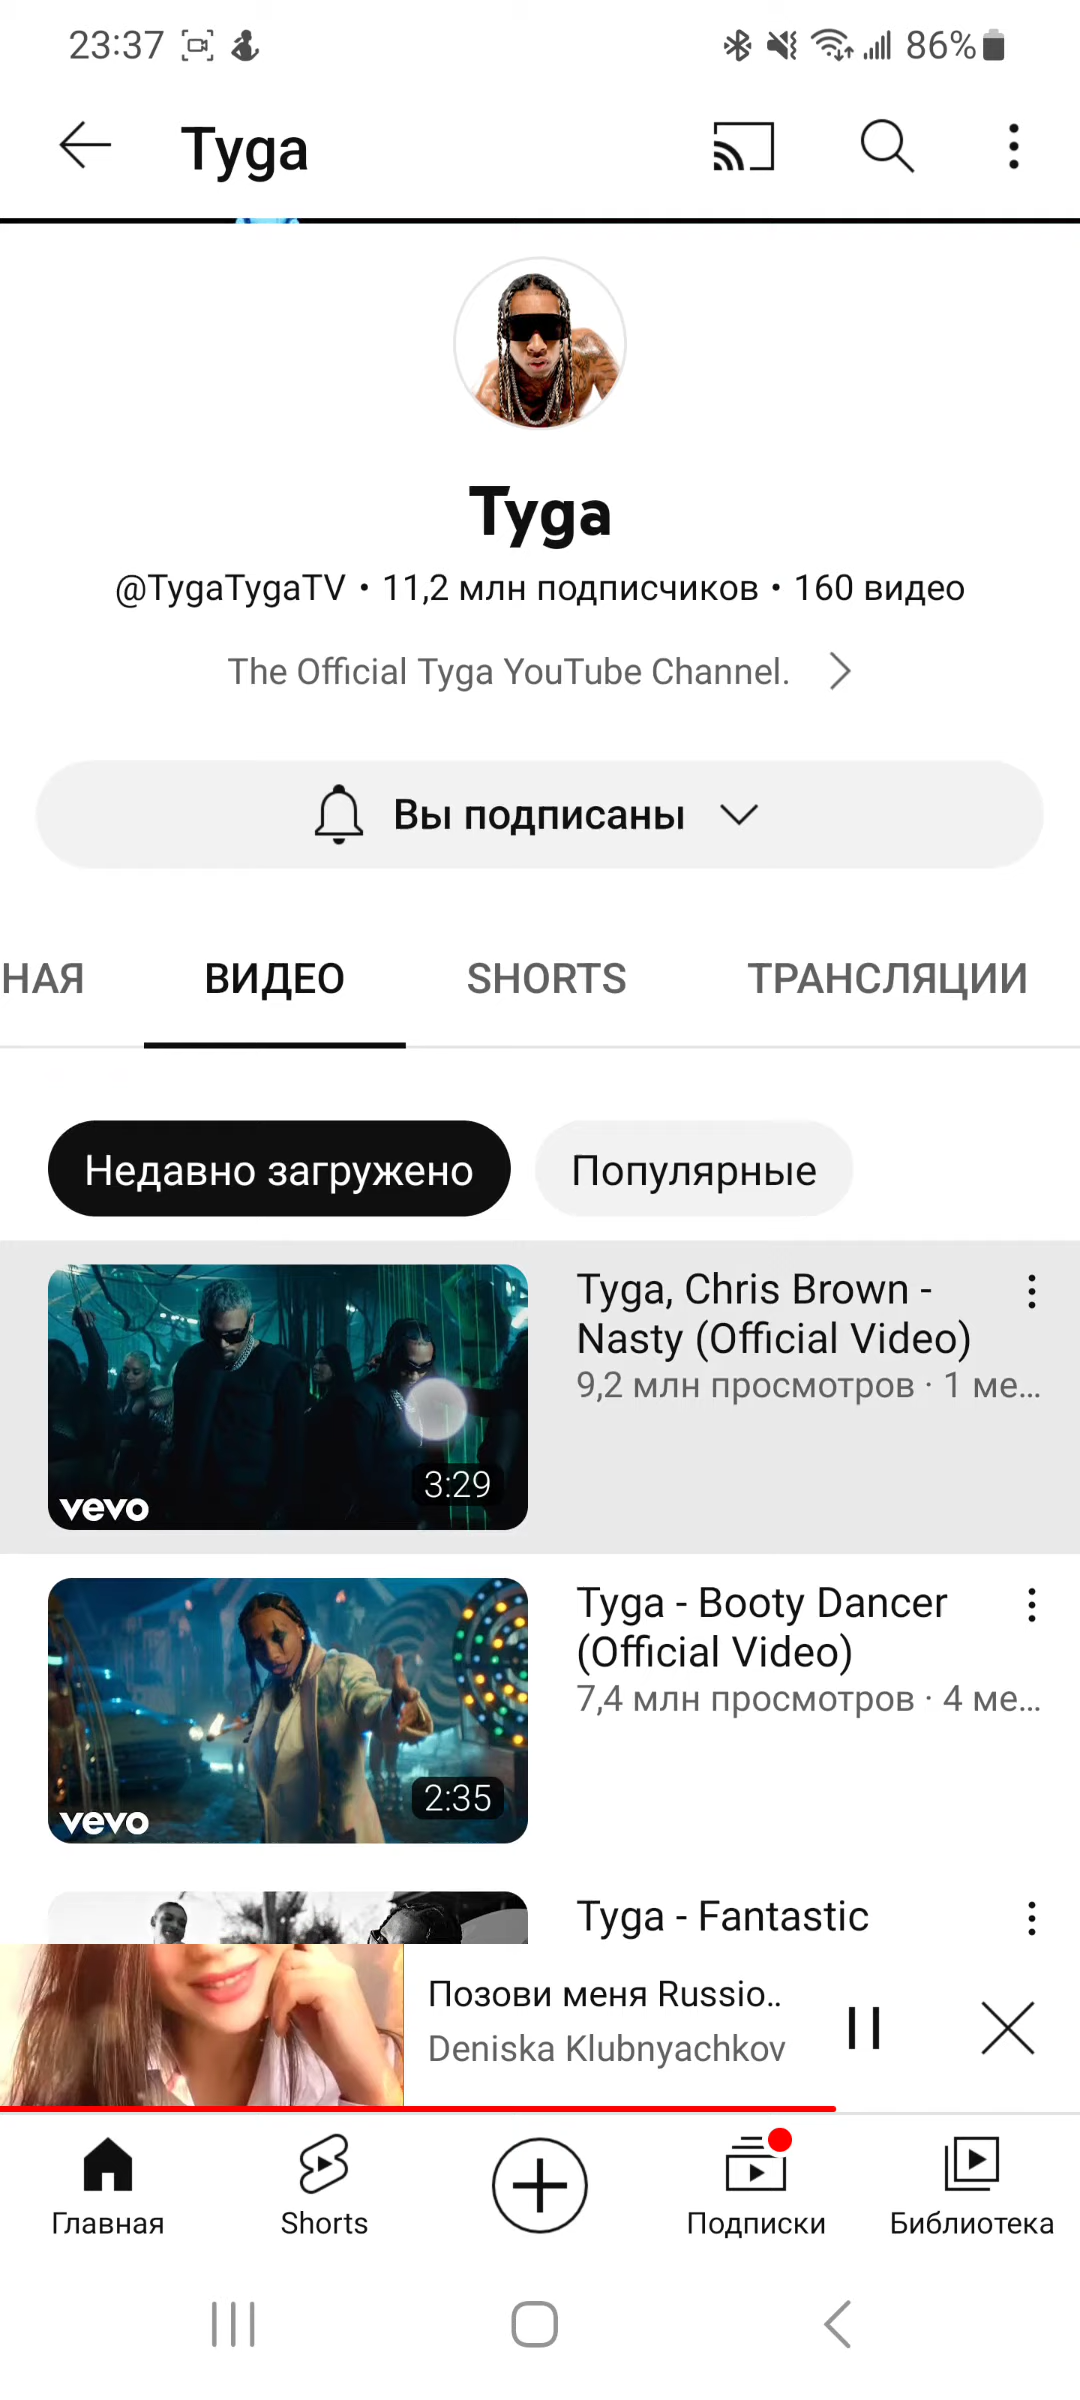 23:37
86%
Tyga
Tyga
@TygaTygaTV • 11,2 млн подписчиков • 160 видео
The Official Tyga YouTube Channel.
Вы подписаны
НАЯ
ВИДЕО
SHORTS
ТРАНСЛЯЦИИ
Недавно загружено
Популярные
Tyga, Chris Brown -
Nasty (Official Video)
9,2 млн просмотров · 1 ме...
3:29
vevo
Tyga - Booty Dancer
(Official Video)
7,4 млн просмотров · 4 ме...
2:35
vevo
Tyga - Fantastic
Позови меня Russio..
Deniska Klubnyachkov
Главная
Shorts
Подписки
Библиотека